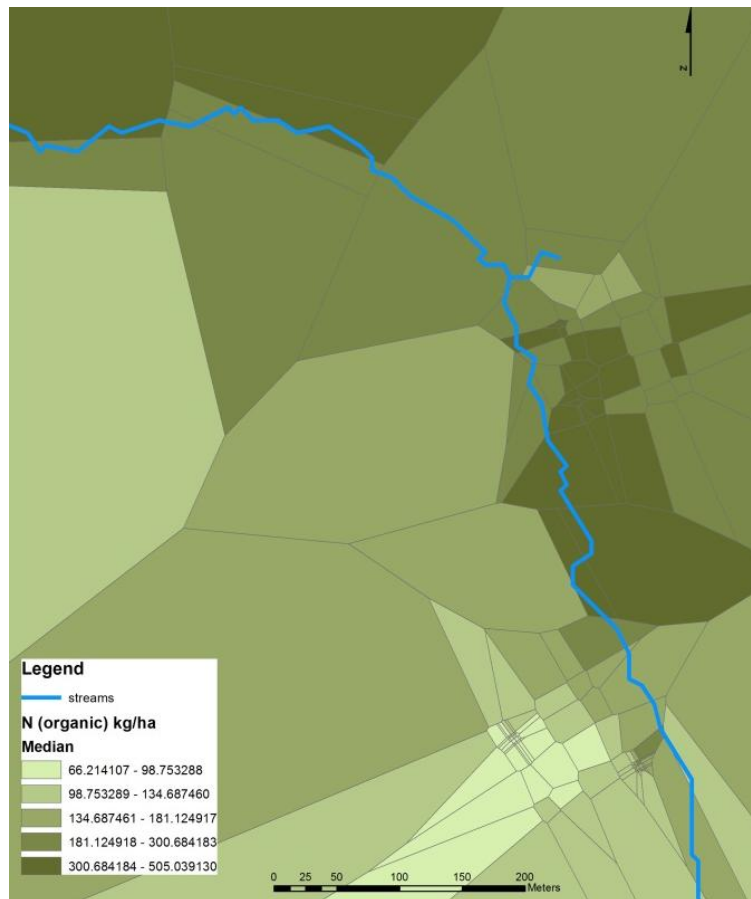 N
Legend
streams
N (organic) kg/ha
Median
66.214107 - 98.753288
98.753289 - 134.687460
134.687461 - 181.124917
181.124918 - 300.684183
300.684184 - 505.039130
0 25 50 100 150 200
Meters